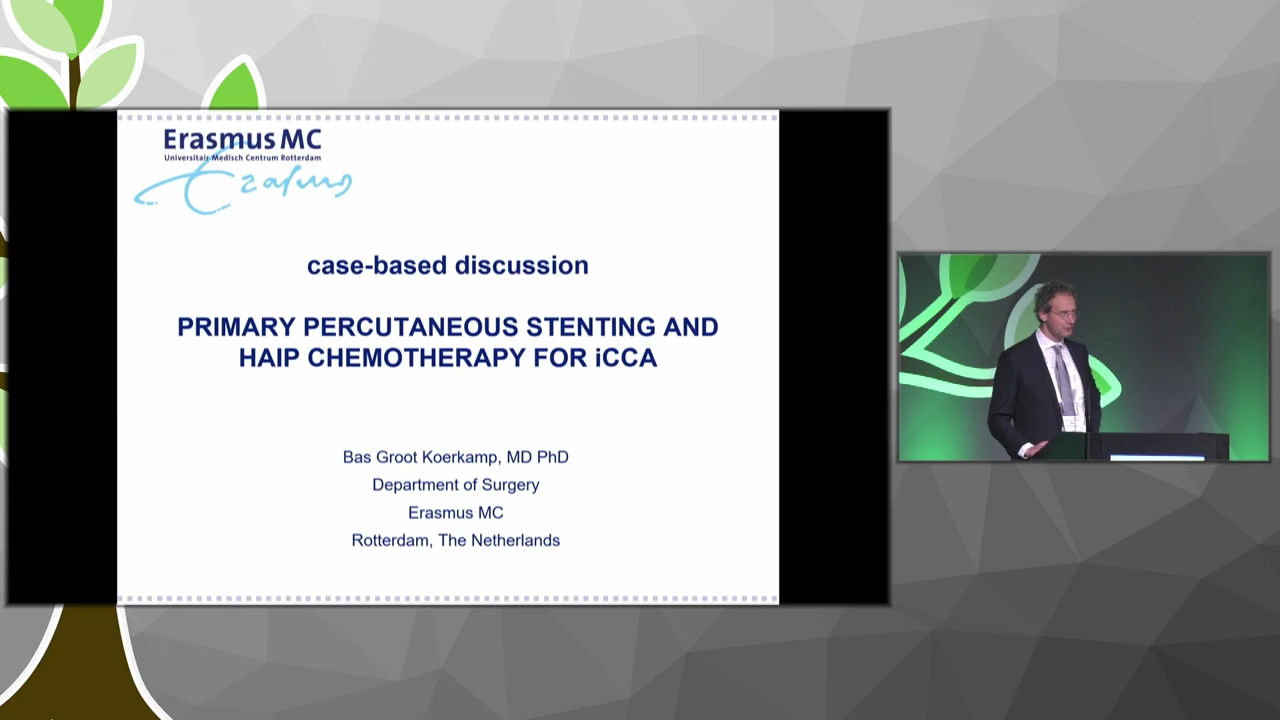 Erasmus MC
Universitair Medisch Centrum Rotterdam
Erasmus
case-based discussion
PRIMARY PERCUTANEOUS STENTING AND
HAIP CHEMOTHERAPY FOR iCCA
Bas Groot Koerkamp, MD PhD
Department of Surgery
Erasmus MC
Rotterdam, The Netherlands